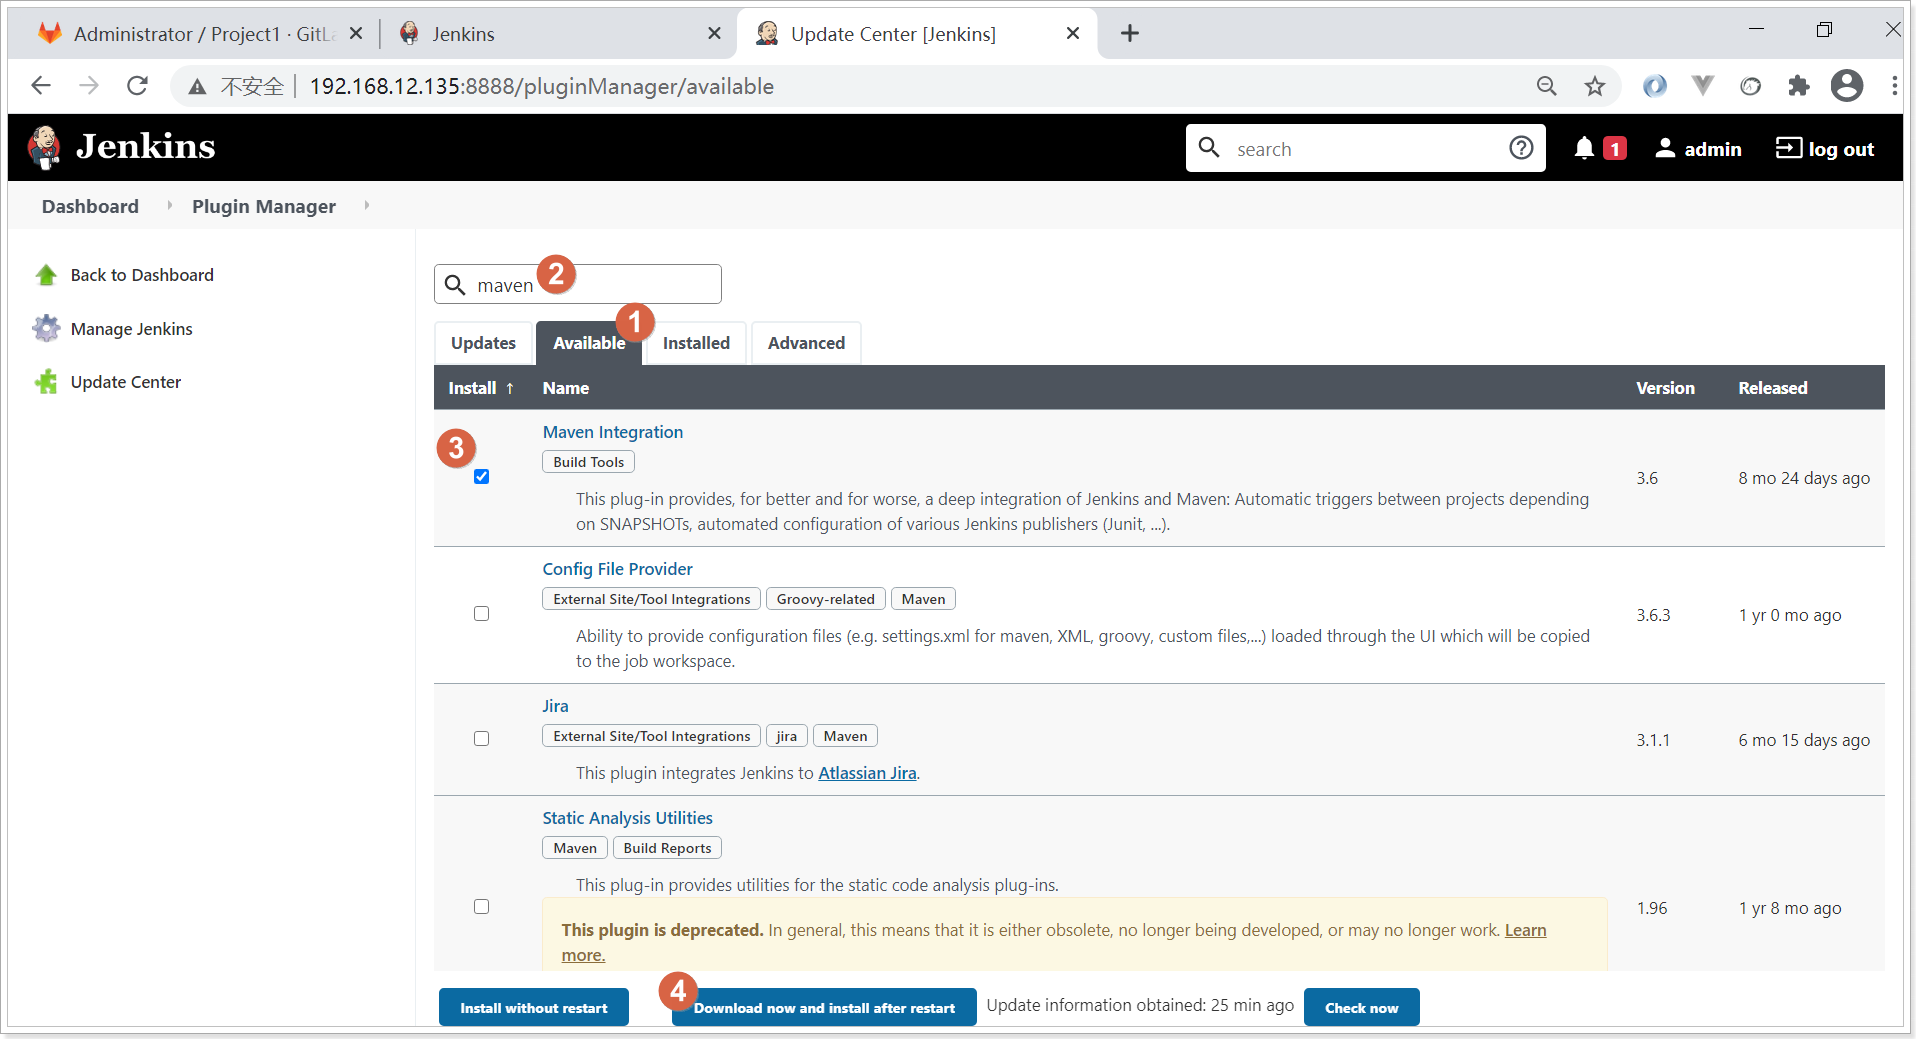 Administrator / Project1 · GitLa
Jenkins
Update Center [Jenkins]
不安全
192.168.12.135:8888/pluginManager/available
Jenkins
search
1
admin
log out
Dashboard
Plugin Manager
Back to Dashboard
Manage Jenkins
Update Center
maven
2
1
Updates
Available
Installed
Advanced
Install ↑
Name
Version
Released
3
Maven Integration
Build Tools
This plug-in provides, for better and for worse, a deep integration of Jenkins and Maven: Automatic triggers between projects depending
on SNAPSHOTs, automated configuration of various Jenkins publishers (Junit, ...).
3.6
8 mo 24 days ago
Config File Provider
External Site/Tool Integrations
Groovy-related
Maven
Ability to provide configuration files (e.g. settings.xml for maven, XML, groovy, custom files,...) loaded through the UI which will be copied
to the job workspace.
3.6.3
1 yr 0 mo ago
Jira
External Site/Tool Integrations
jira
Maven
This plugin integrates Jenkins to Atlassian Jira.
3.1.1
6 mo 15 days ago
Static Analysis Utilities
Maven
Build Reports
This plug-in provides utilities for the static code analysis plug-ins.
This plugin is deprecated. In general, this means that it is either obsolete, no longer being developed, or may no longer work. Learn
more.
1.96
1 yr 8 mo ago
Install without restart
4
Download now and install after restart
Update information obtained: 25 min ago
Check now